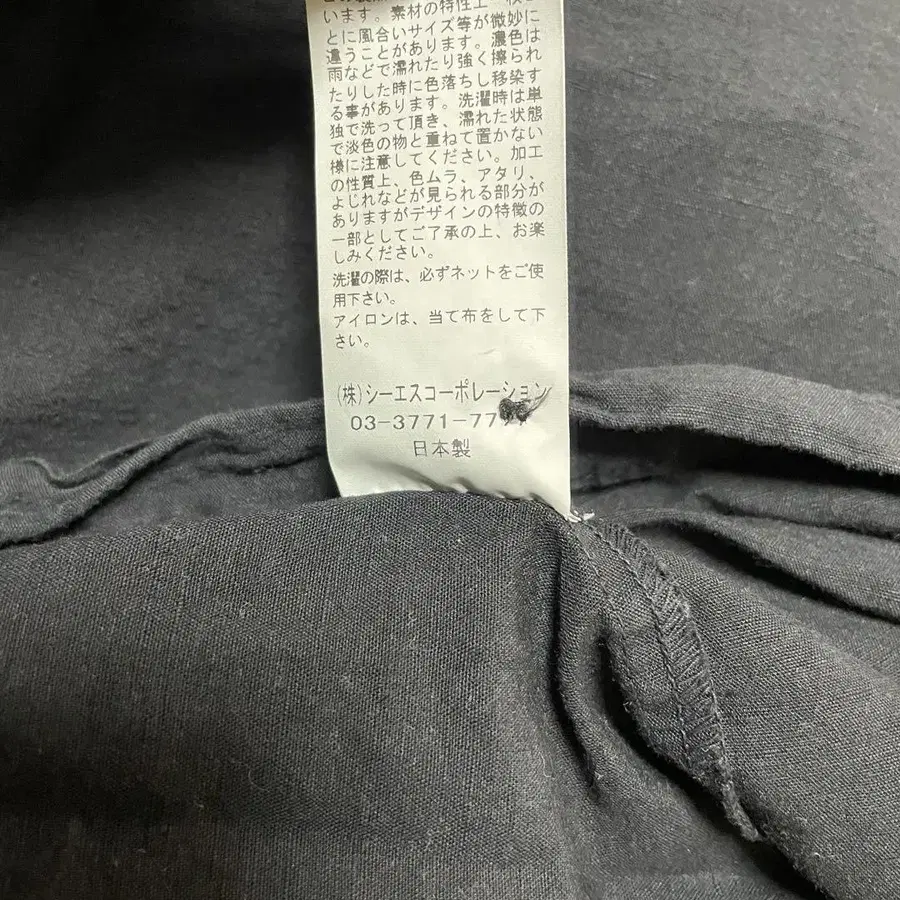 います。素材の特性上
とに風合いサイズ等が微妙に
違うことがあります。濃色は
雨などで濡れたり強く擦られ
たりした時に色落ちし移染す
る事があります。洗濯時は単
独で洗って頂き、濡れた状態
で淡色の物と重ねて置かない
様に注意してください。加工
の性質上、色ムラ、アタリ、
よじれなどが見られる部分が
ありますがデザインの特徴の
一部としてご了承の上、お楽
しみください。
洗濯の際は、必ずネットをご使
用下さい。
アイロンは、当て布をして下
さい。
(株)シーエスコーポレーション
03-3771-77
日本製